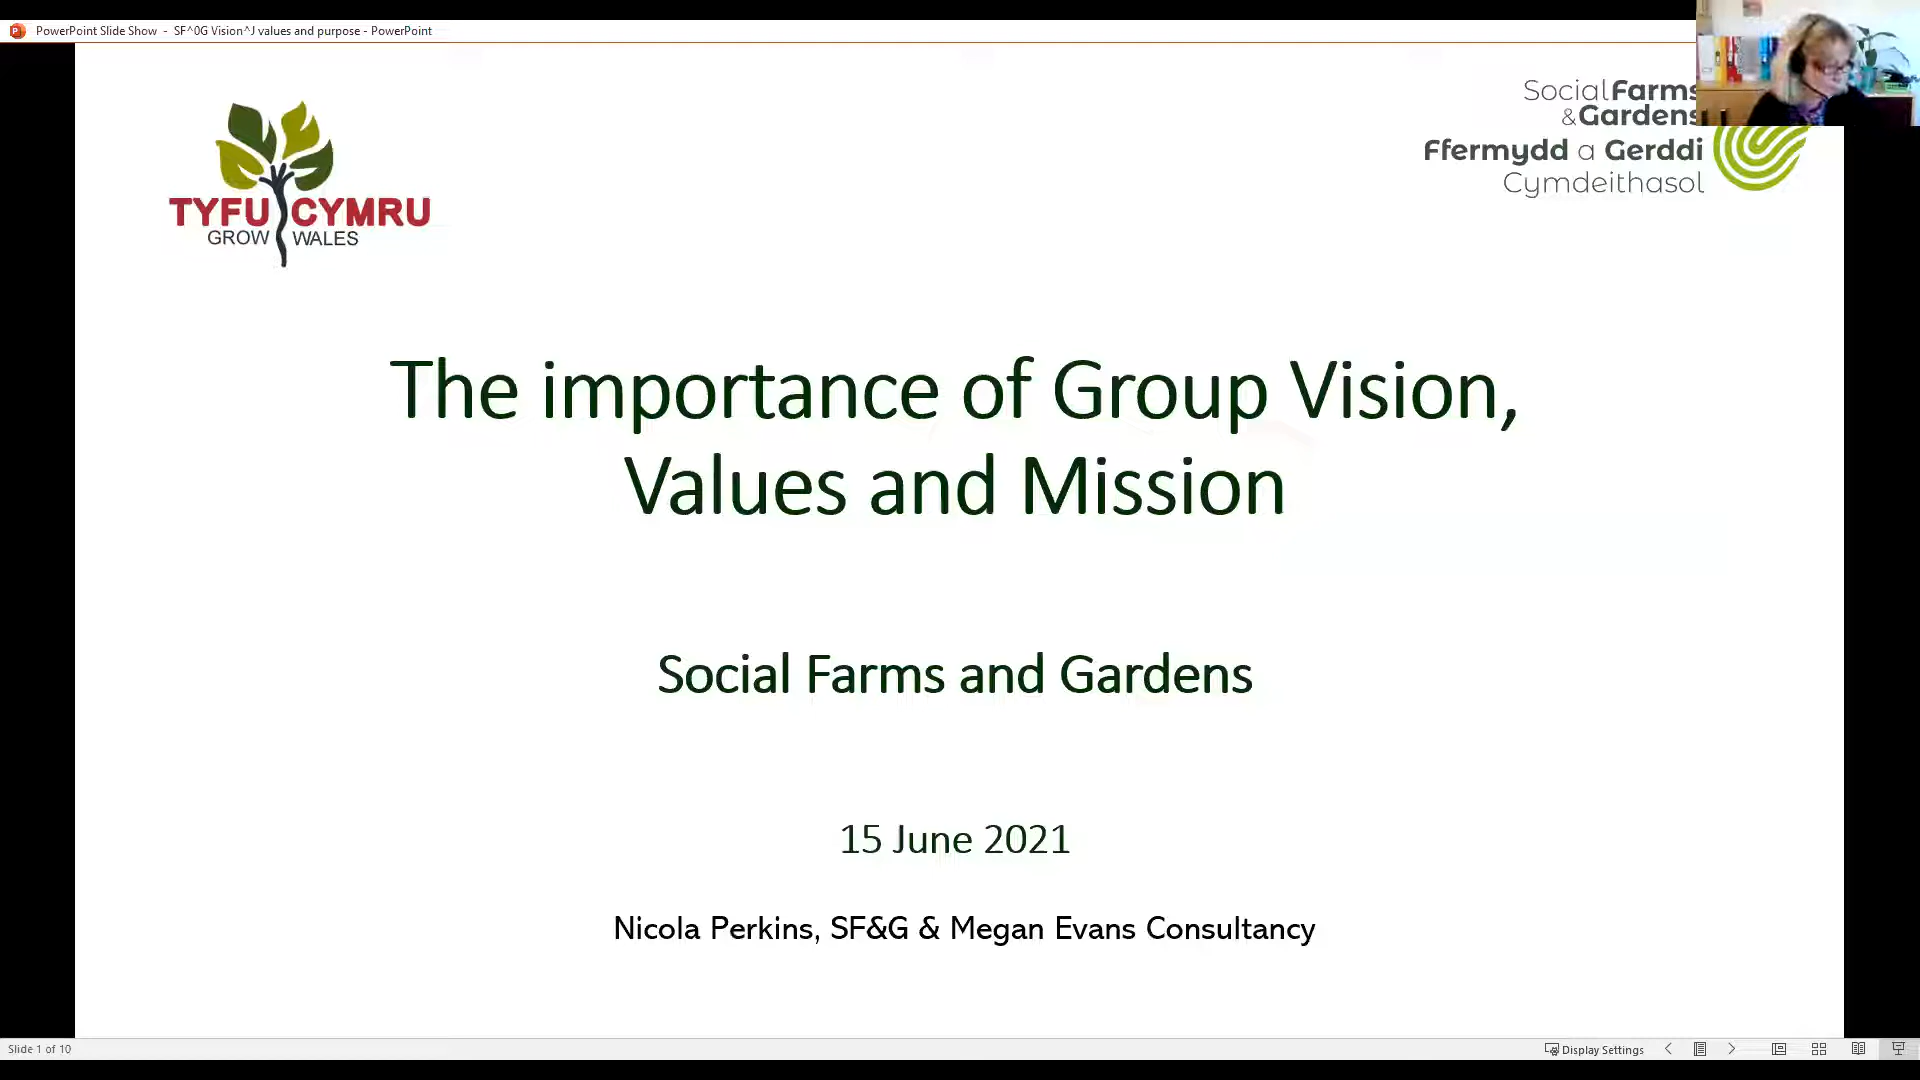 PowerPoint Slide Show - SF^0G Vision^J values and purpose - PowerPoint
TYFU CYMRU
GROW WALES
SocialFarms
&Gardens
Ffermydd a Gerddi
Cymdeithasol
The importance of Group Vision,
Values and Mission
Social Farms and Gardens
15 June 2021
Nicola Perkins, SF&G & Megan Evans Consultancy
Slide 1 of 10
Display Settings